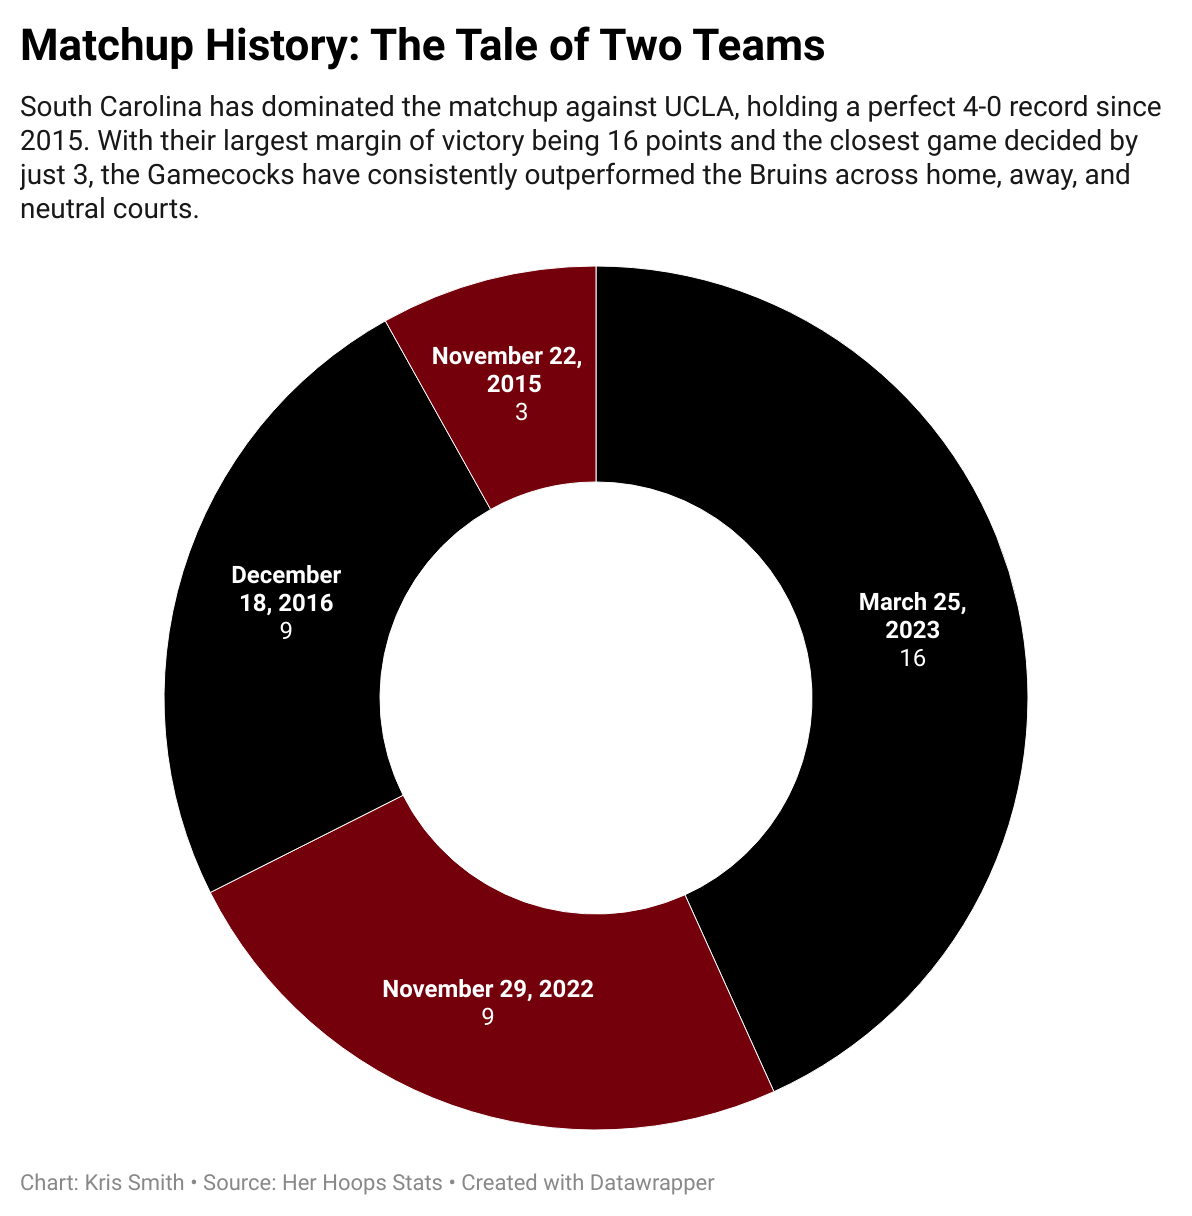 Matchup History: The Tale of Two Teams
South Carolina has dominated the matchup against UCLA, holding a perfect 4-0 record since
2015. With their largest margin of victory being 16 points and the closest game decided by
just 3, the Gamecocks have consistently outperformed the Bruins across home, away, and
neutral courts.
November 22,
2015
3
December
18, 2016
9
March 25,
2023
16
November 29, 2022
9
Chart: Kris Smith • Source: Her Hoops Stats • Created with Datawrapper